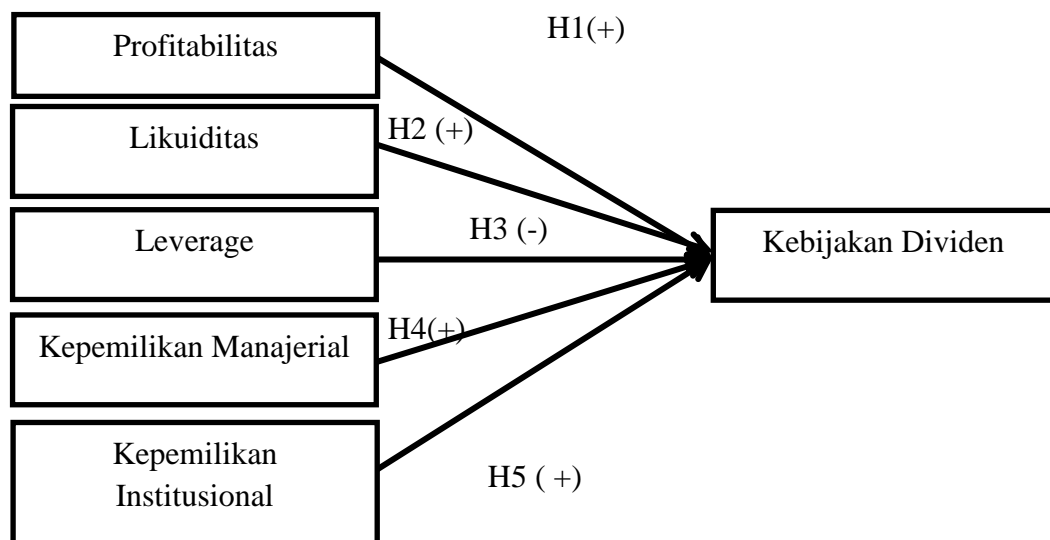 H1(+)
Profitabilitas
Likuiditas
H2 (+)
Leverage
H3 (-)
Kebijakan Dividen
Kepemilikan Manajerial
H4(+)
Kepemilikan
Institusional
H5 ( +)